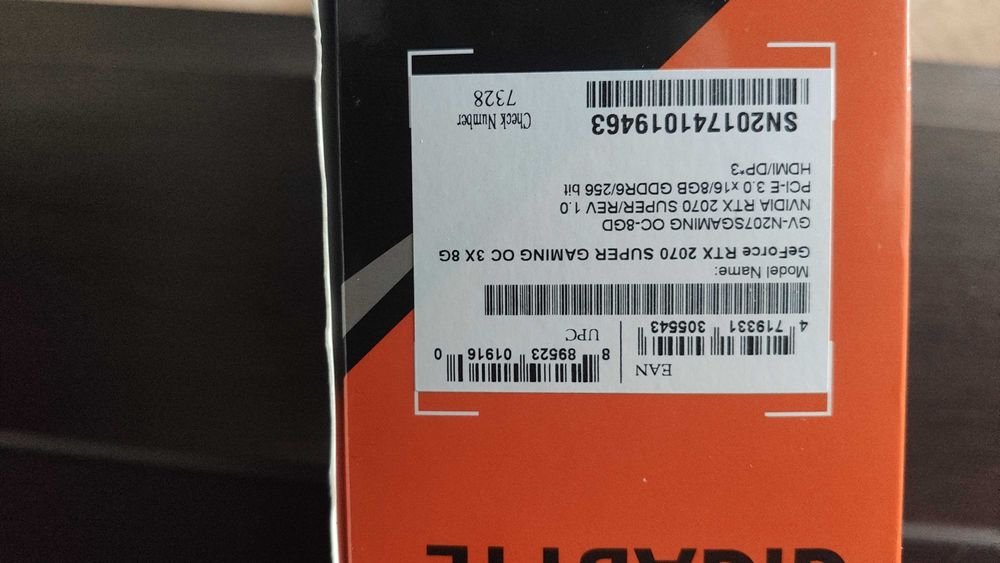 GIGABYTE
EAN
4 719331 305543
UPC
8 89523 01916 0
Model Name:
GeForce RTX 2070 SUPER GAMING OC 3X 8G
GV-N207SGAMING OC-8GD
NVIDIA RTX 2070 SUPER/REV 1.0
PCI-E 3.0 x16/8GB GDDR6/256 bit
HDMI/DP*3
SN201741019463
Check Number
7328